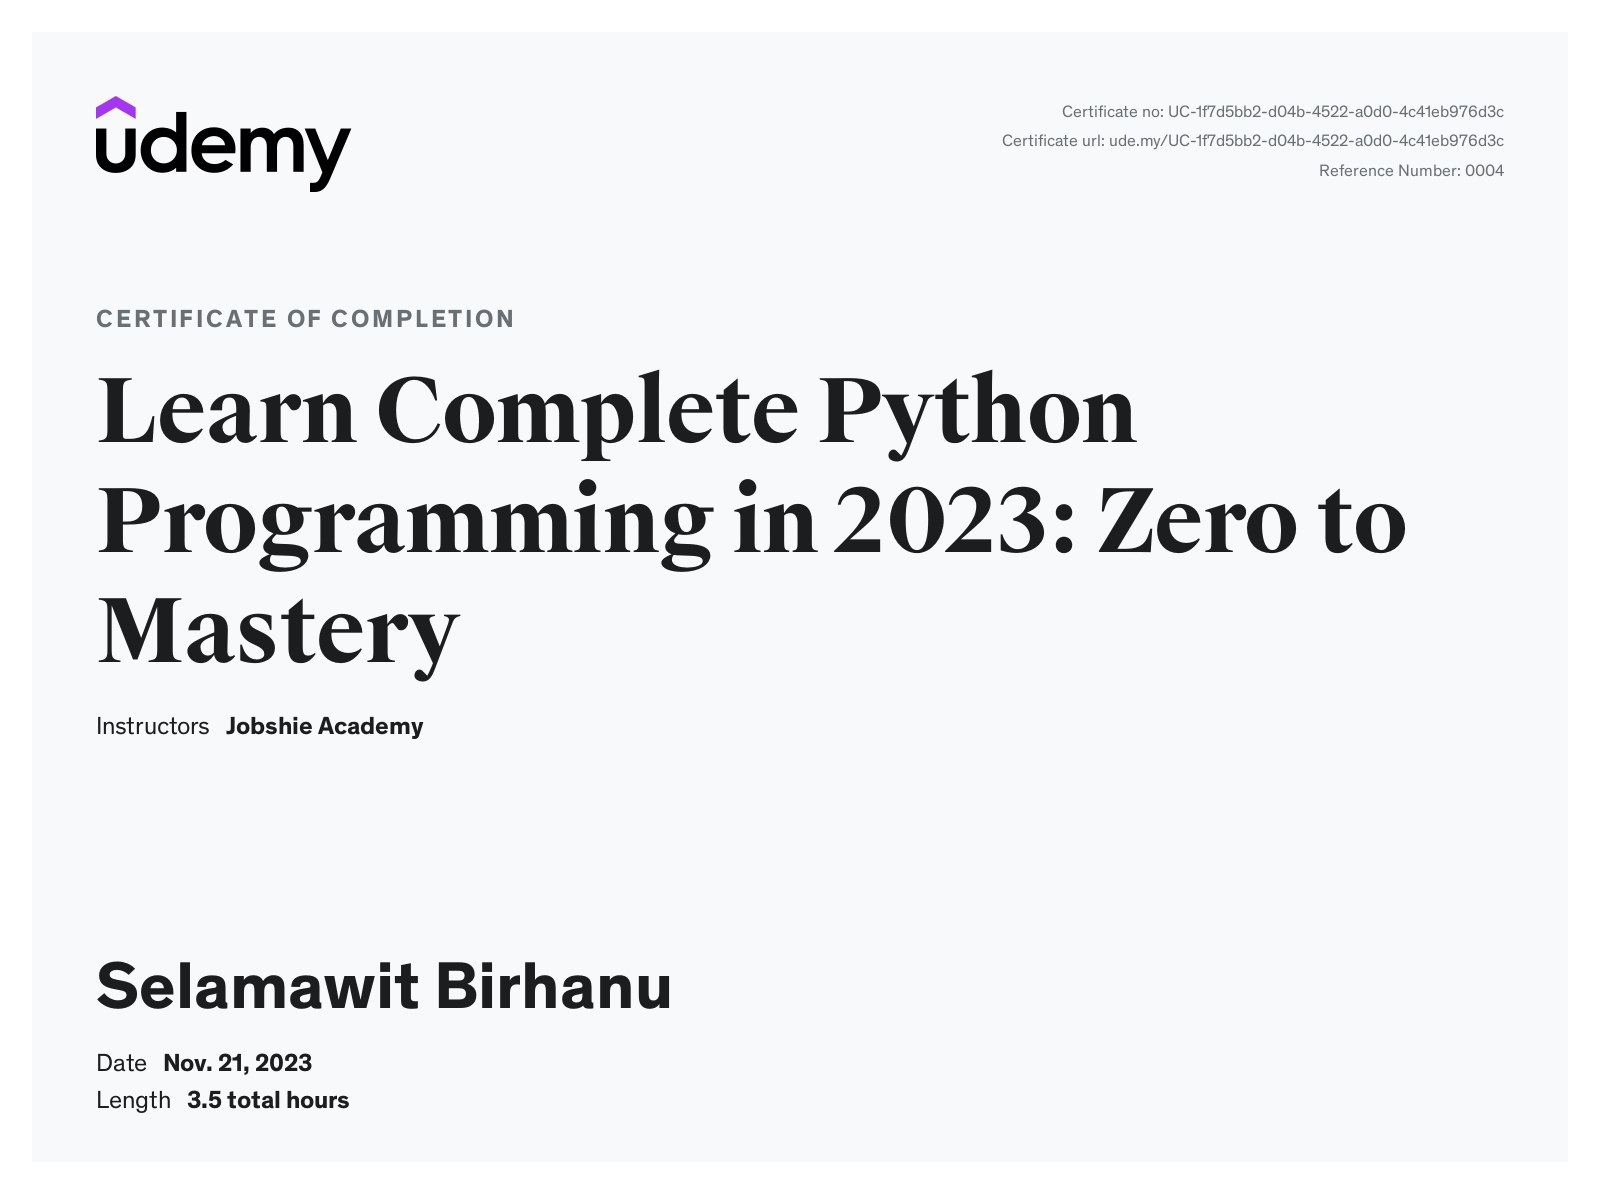 udemy
Certificate no: UC-1f7d5bb2-d04b-4522-a0d0-4c41eb976d3c
Certificate url: ude.my/UC-1f7d5bb2-d04b-4522-a0d0-4c41eb976d3c
Reference Number: 0004
CERTIFICATE OF COMPLETION
Learn Complete Python
Programming in 2023: Zero to
Mastery
Instructors Jobshie Academy
Selamawit Birhanu
Date Nov. 21, 2023
Length 3.5 total hours